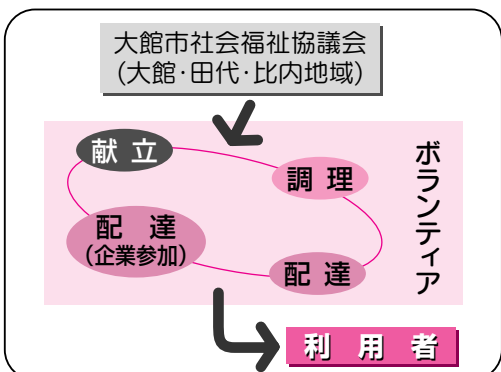 大館市社会福祉協議会
(大館・田代・比内地域)
献立
調理
配達
(企業参加)
配達
ボランティア
利用者